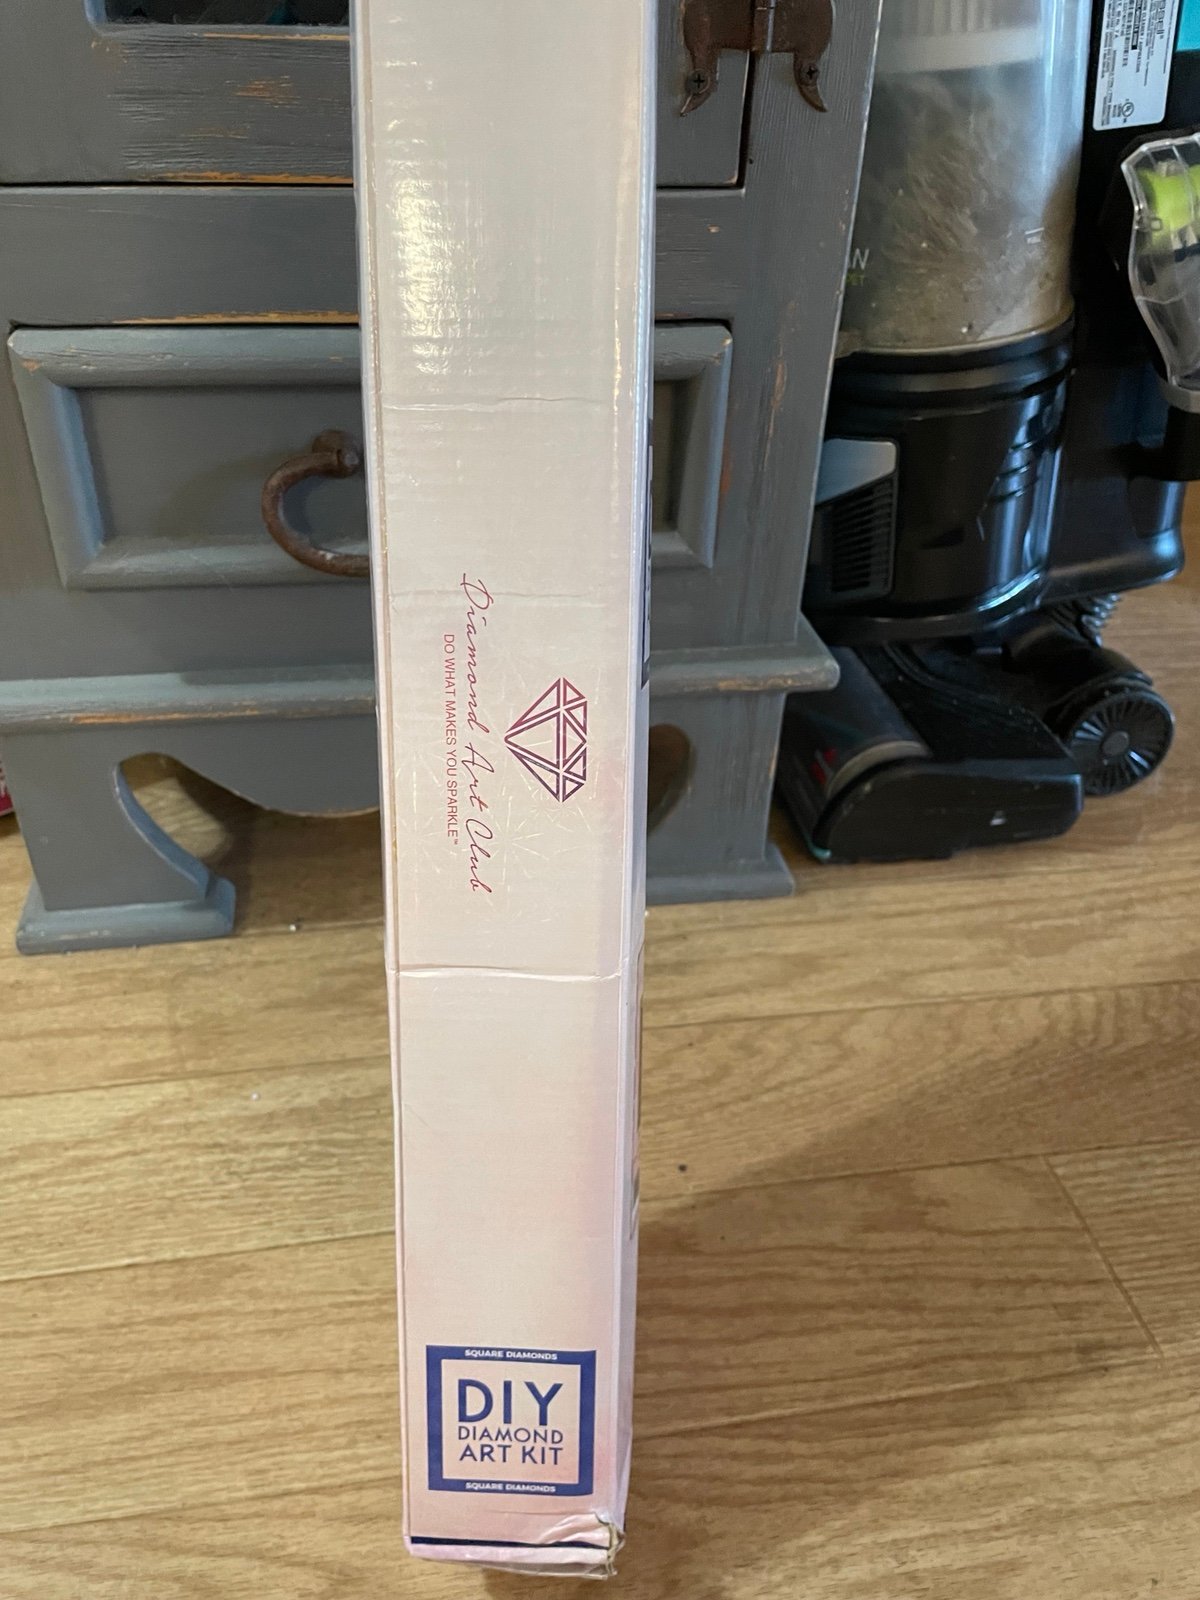 Diamond Art Club
DO WHAT MAKES YOU SPARKLE™
SQUARE DIAMONDS
DIY
DIAMOND
ART KIT
SQUARE DIAMONDS